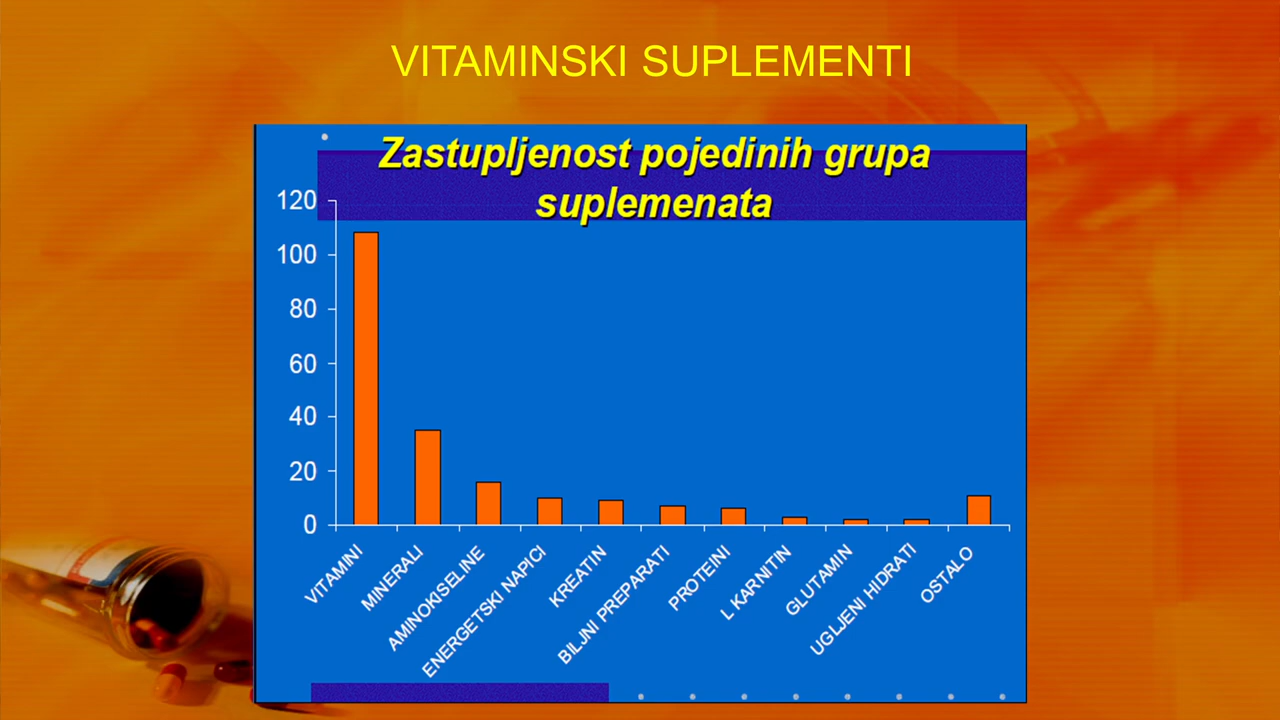 VITAMINSKI SUPLEMENTI
Zastupljenost pojedinih grupa
suplemenata
120
100
80
60
40
20
0
VITAMINI
MINERALI
AMINOKISELINE
ENERGETSKI NAPICI
KREATIN
BILJNI PREPARATI
PROTEINI
L KARNITIN
GLUTAMIN
UGLJENI HIDRATI
OSTALO